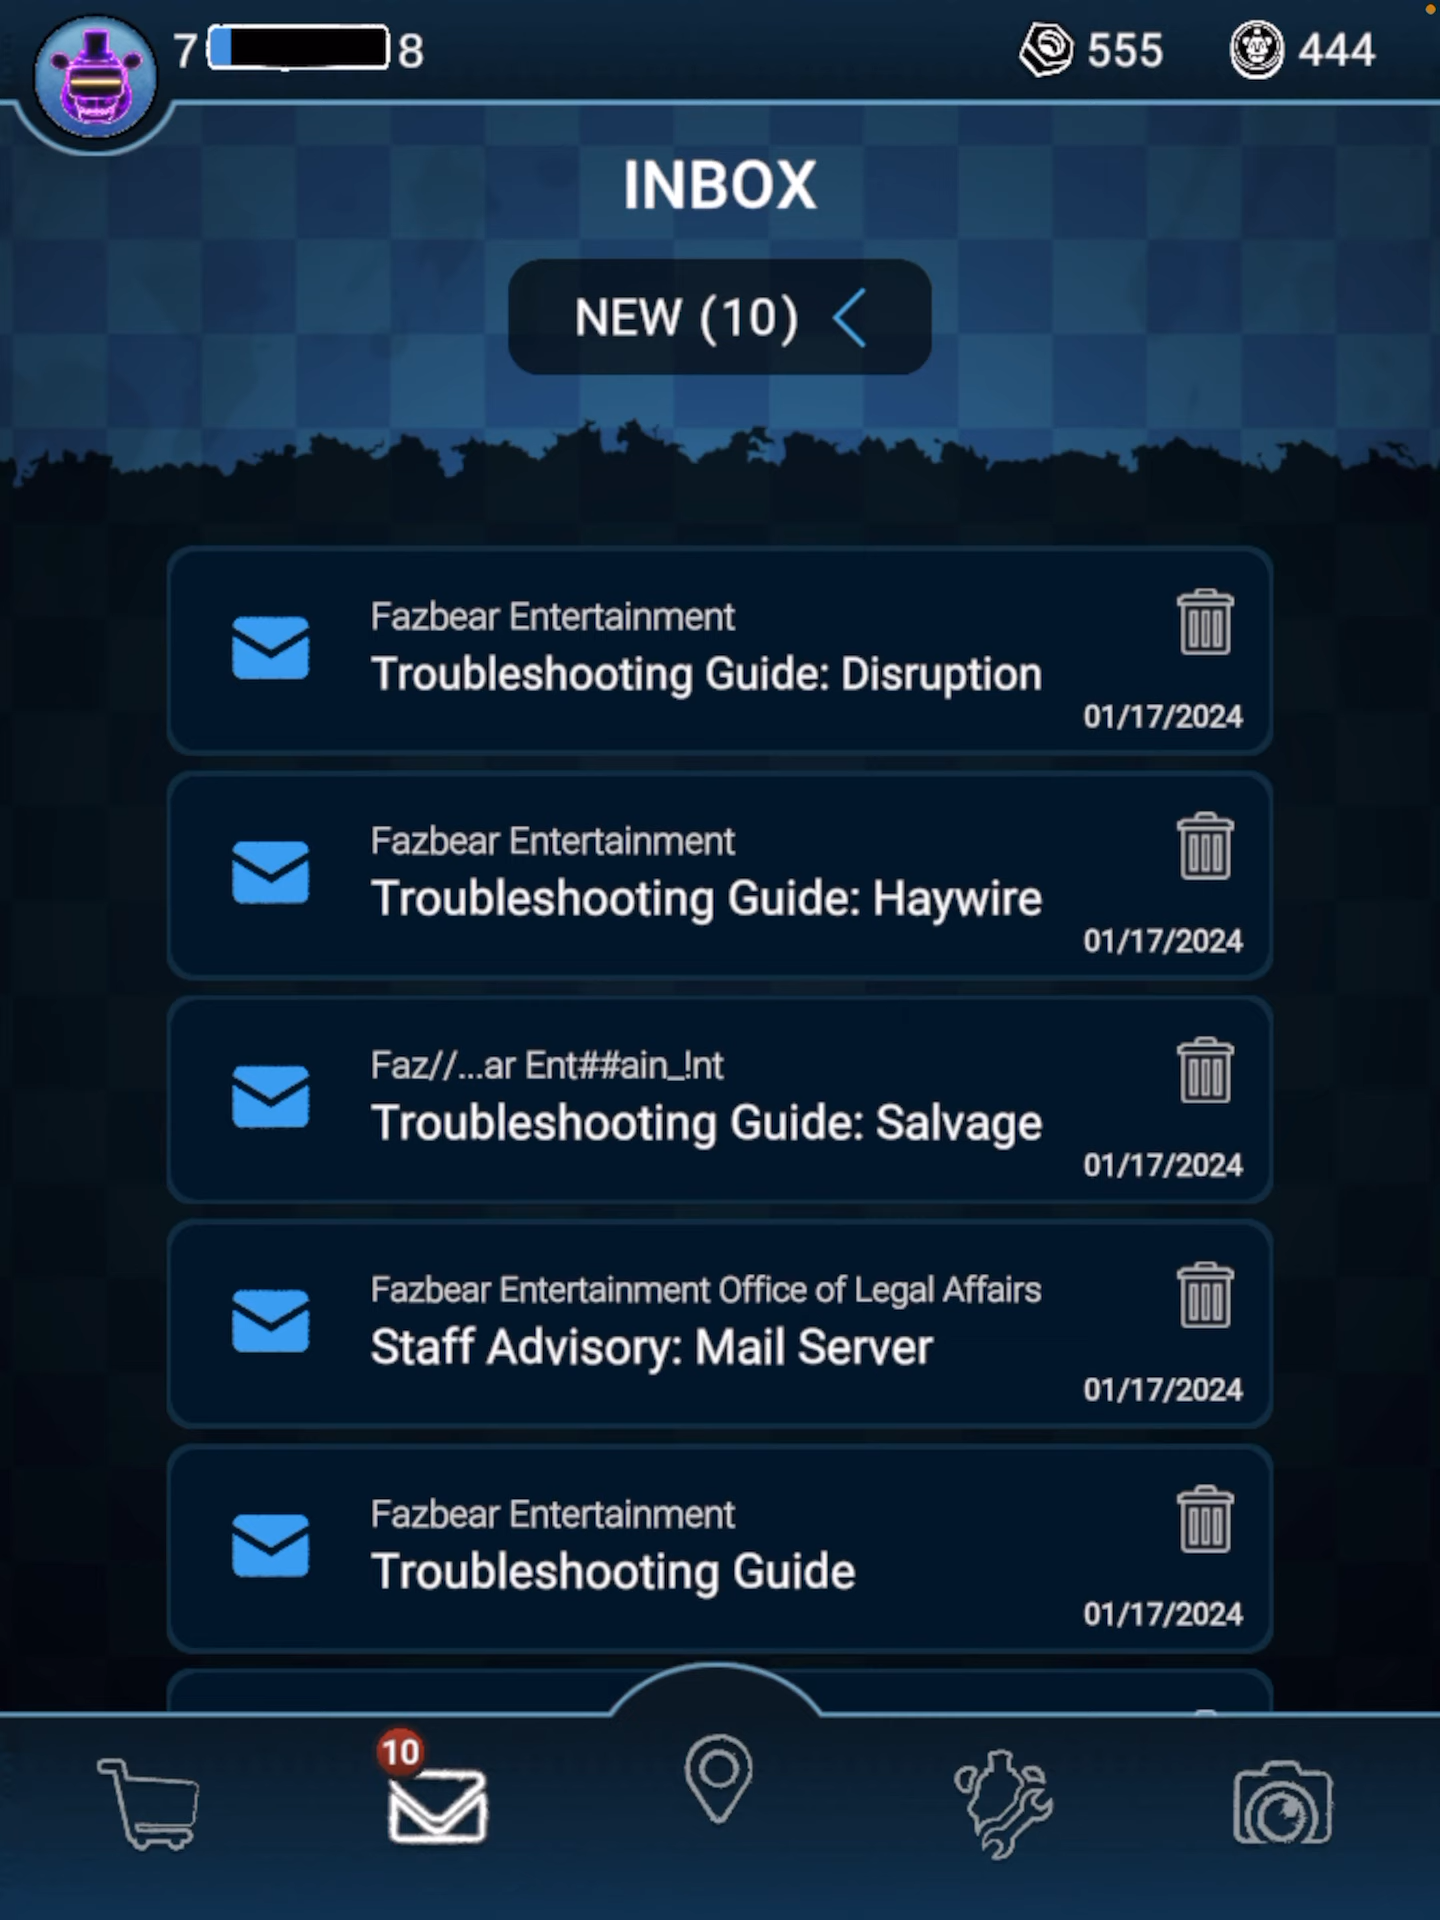 7 8 555 444
INBOX
NEW (10)
Fazbear Entertainment
Troubleshooting Guide: Disruption
01/17/2024
Fazbear Entertainment
Troubleshooting Guide: Haywire
01/17/2024
Faz//...ar Ent##ain_!nt
Troubleshooting Guide: Salvage
01/17/2024
Fazbear Entertainment Office of Legal Affairs
Staff Advisory: Mail Server
01/17/2024
Fazbear Entertainment
Troubleshooting Guide
01/17/2024
10